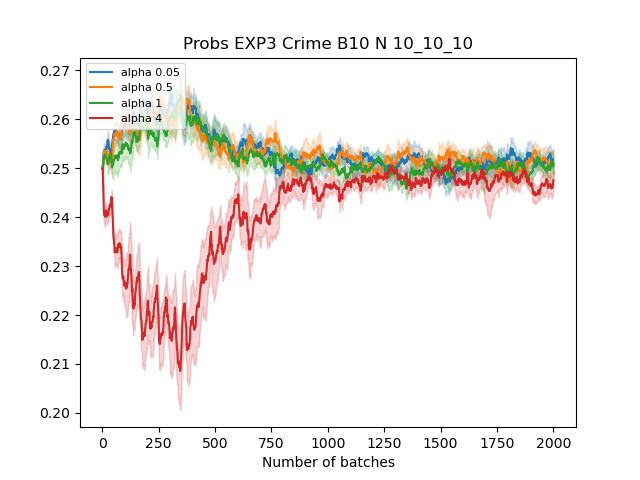 Probs EXP3 Crime B10 N 10_10_10
alpha 0.05
alpha 0.5
alpha 1
alpha 4
0.27
0.26
0.25
0.24
0.23
0.22
0.21
0.20
0 250 500 750 1000 1250 1500 1750 2000
Number of batches